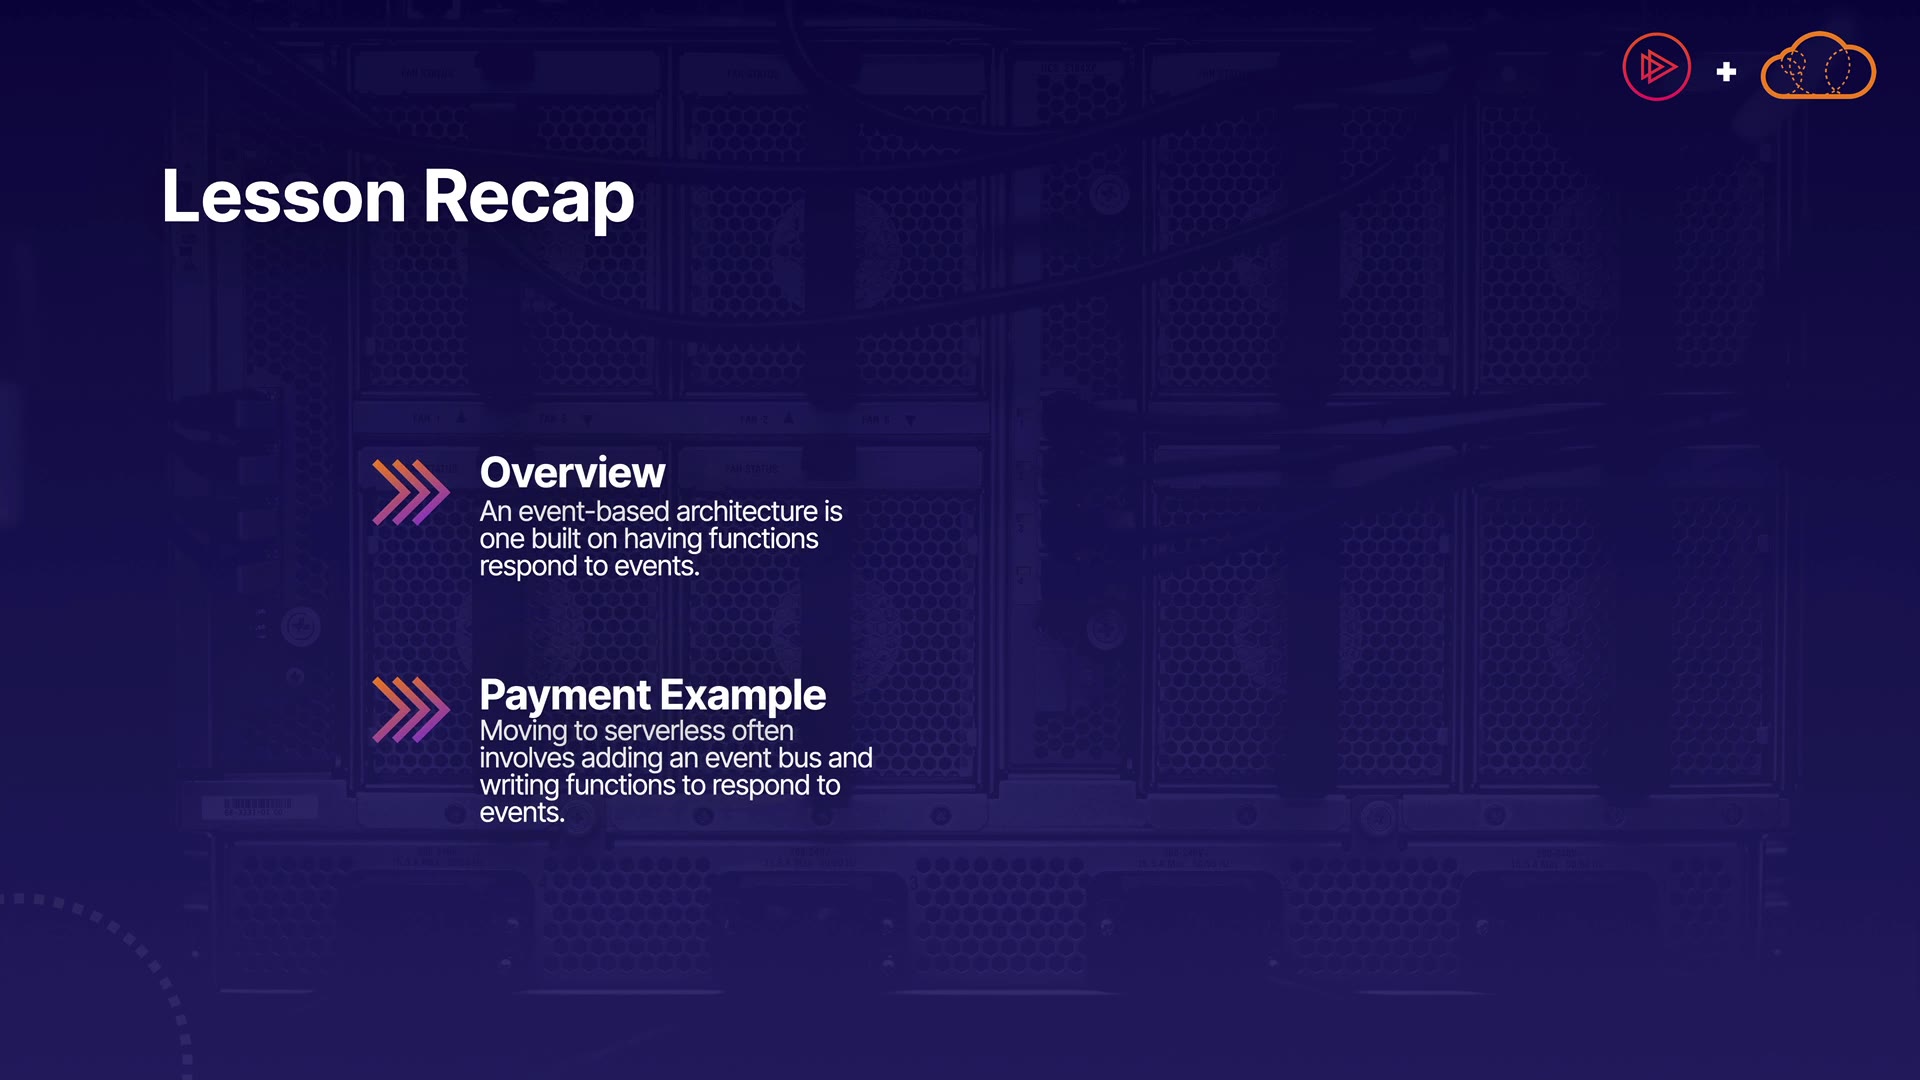 Lesson Recap
Overview
An event-based architecture is
one built on having functions
respond to events.
Payment Example
Moving to serverless often
involves adding an event bus and
writing functions to respond to
events.